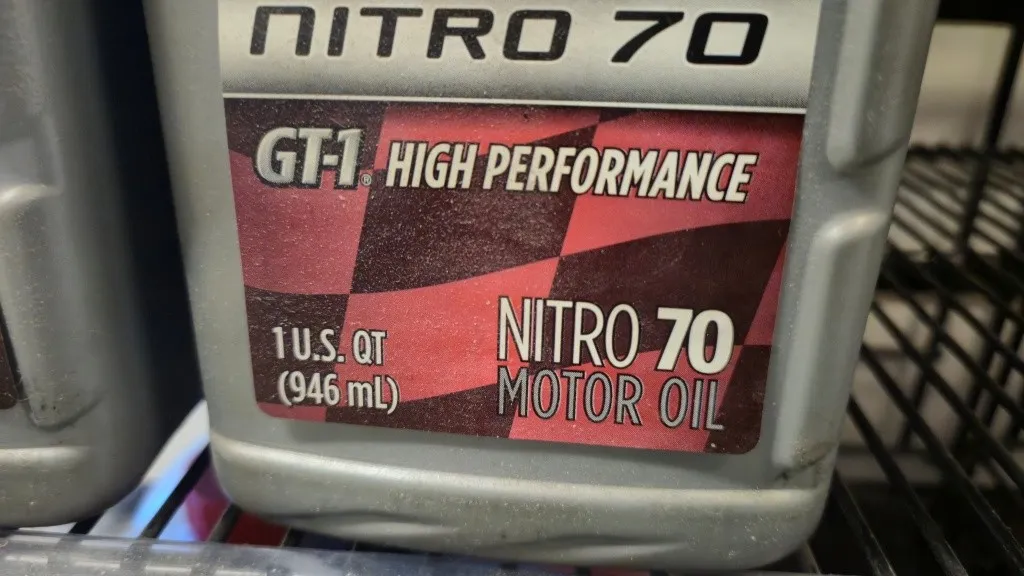 NITRO 70
GT-1® HIGH PERFORMANCE
1 U.S. QT
(946 mL)
NITRO 70
MOTOR OIL